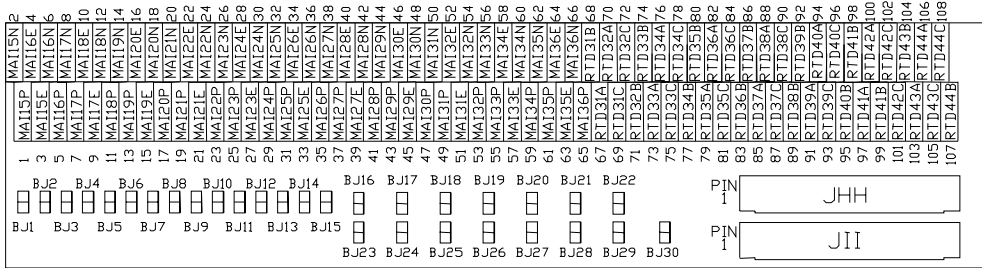 2 4 6 8 10 12 14 16 18 20 22 24 26 28 30 32 34 36 38 40 42 44 46 48 50 52 54 56 58 60 62 64 66 68 70 72 74 76 78 80 82 84 86 88 90 92 94 96 98 100 102 104 106 108
MAI15N MAI16E MAI16N MAI17N MAI18E MAI18N MAI19N MAI20E MAI20N MAI21N MAI22E MAI22N MAI23N MAI24E MAI24N MAI25N MAI26E MAI26N MAI27N MAI28E MAI28N MAI29N MAI30E MAI30N MAI31N MAI32E MAI32N MAI33N MAI34E MAI34N MAI35N MAI36E MAI36N RTD31B RTD32A RTD32C RTD33B RTD34A RTD34C RTD35B RTD36A RTD36C RTD37B RTD38A RTD38C RTD39B RTD40A RTD40C RTD41B RTD42A RTD42C RTD43B RTD44A RTD44C
MAI15P MAI15E MAI16P MAI17P MAI17E MAI18P MAI19P MAI19E MAI20P MAI21P MAI21E MAI22P MAI23P MAI23E MAI24P MAI25P MAI25E MAI26P MAI27P MAI27E MAI28P MAI29P MAI29E MAI30P MAI31P MAI31E MAI32P MAI33P MAI33E MAI34P MAI35P MAI35E MAI36P RTD31A RTD31C RTD32B RTD33A RTD33C RTD34B RTD35A RTD35C RTD36B RTD37A RTD37C RTD38B RTD39A RTD39C RTD40B RTD41A RTD41B RTD42C RTD43A RTD43C RTD44B
1 3 5 7 9 11 13 15 17 19 21 23 25 27 29 31 33 35 37 39 41 43 45 47 49 51 53 55 57 59 61 63 65 67 69 71 73 75 77 79 81 83 85 87 89 91 93 95 97 99 101 103 105 107
BJ2 BJ4 BJ6 BJ8 BJ10 BJ12 BJ14 BJ16 BJ17 BJ18 BJ19 BJ20 BJ21 BJ22
PIN 1 JHH
BJ1 BJ3 BJ5 BJ7 BJ9 BJ11 BJ13 BJ15
PIN 1 JII
BJ23 BJ24 BJ25 BJ26 BJ27 BJ28 BJ29 BJ30